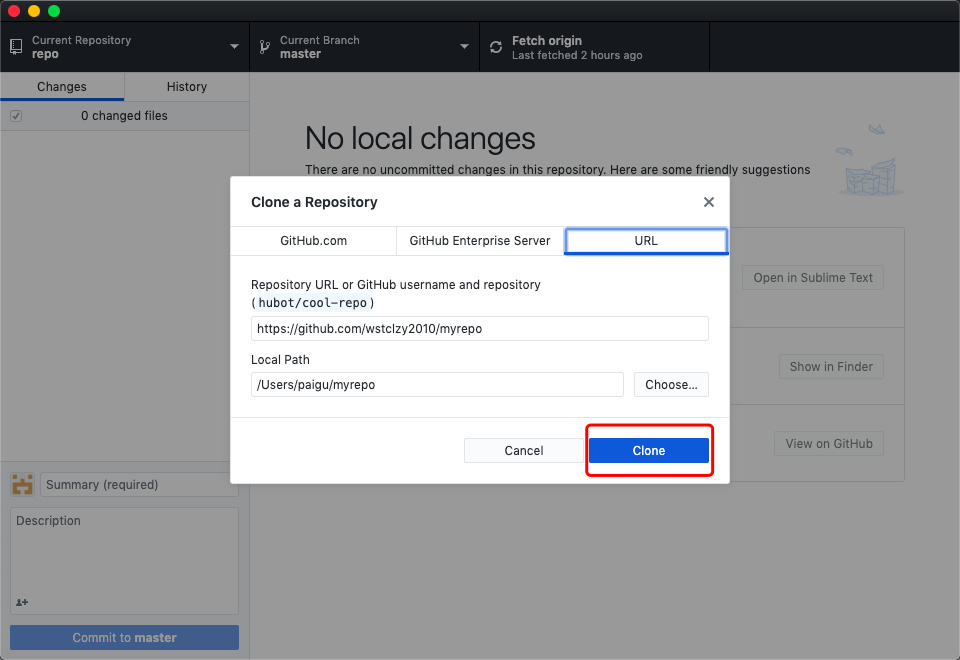 Current Repository
repo
Current Branch
master
Fetch origin
Last fetched 2 hours ago
Changes
History
0 changed files
No local changes
There are no uncommitted changes in this repository. Here are some friendly suggestions
Clone a Repository
GitHub.com
GitHub Enterprise Server
URL
Repository URL or GitHub username and repository
(hubot/cool-repo)
https://github.com/wstclzy2010/myrepo
Local Path
/Users/paigu/myrepo
Choose...
Cancel
Clone
Open in Sublime Text
Show in Finder
View on GitHub
Summary (required)
Description
Commit to master